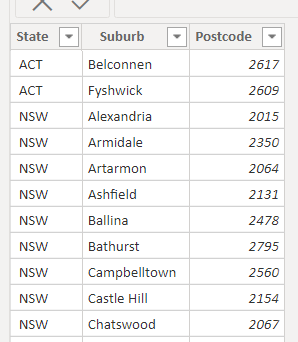 State Suburb Postcode
ACT Belconnen 2617
ACT Fyshwick 2609
NSW Alexandria 2015
NSW Armidale 2350
NSW Artarmon 2064
NSW Ashfield 2131
NSW Ballina 2478
NSW Bathurst 2795
NSW Campbelltown 2560
NSW Castle Hill 2154
NSW Chatswood 2067